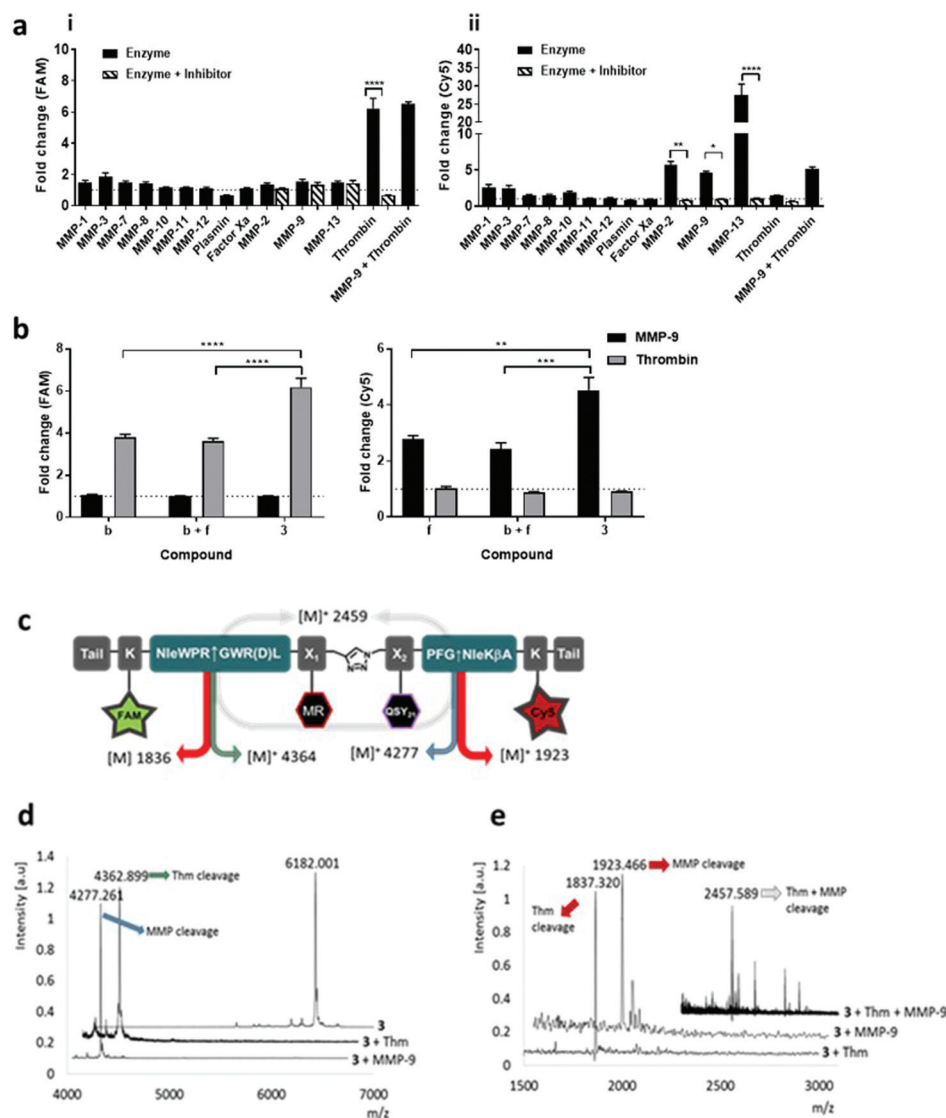 a
i
Fold change (FAM)
10
8
6
4
2
0
Enzyme
Enzyme + Inhibitor
****
MMP-1
MMP-3
MMP-7
MMP-8
MMP-10
MMP-11
MMP-12
Plasmin
Factor Xa
MMP-2
MMP-9
MMP-13
Thrombin
MMP-9 + Thrombin
ii
Fold change (Cy5)
40
35
30
25
20
10
5
0
Enzyme
Enzyme + Inhibitor
**
*
****
MMP-1
MMP-3
MMP-7
MMP-8
MMP-10
MMP-11
MMP-12
Plasmin
Factor Xa
MMP-2
MMP-9
MMP-13
Thrombin
MMP-9 + Thrombin
b
Fold change (FAM)
8
6
4
2
0
****
****
b
b + f
3
Compound
Fold change (Cy5)
6
4
2
0
**
***
f
b + f
3
Compound
MMP-9
Thrombin
c
[M]⁺ 2459
Tail
K
NleWPR↑GWR(D)L
X₁
N=N
N
X₂
PFG↑NleKβA
K
Tail
FAM
MR
QSY₂₁
Cy5
[M] 1836
[M]⁺ 4364
[M]⁺ 4277
[M]⁺ 1923
d
Intensity [a.u]
1.4
1.2
1
0.8
0.6
0.4
0.2
0
4362.899
Thm cleavage
4277.261
MMP cleavage
6182.001
3
3 + Thm
3 + MMP-9
4000
5000
6000
7000
m/z
e
Intensity [a.u.]
1.2
1
0.8
0.6
0.4
0.2
0
1923.466
MMP cleavage
1837.320
Thm
cleavage
2457.589
Thm + MMP
cleavage
3 + Thm + MMP-9
3 + MMP-9
3 + Thm
1500
2000
2500
3000
m/z